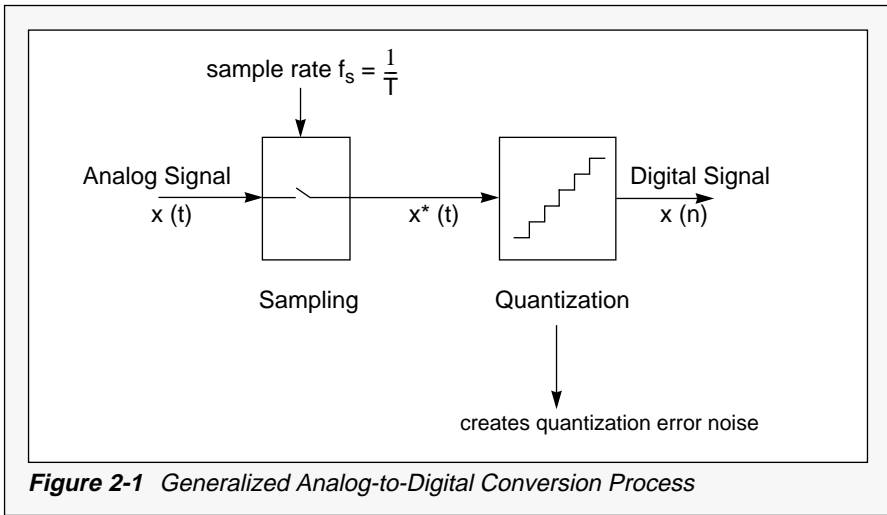 sample rate fs = 1/T
Analog Signal
x (t)
x* (t)
Digital Signal
x (n)
Sampling
Quantization
creates quantization error noise
Figure 2-1 Generalized Analog-to-Digital Conversion Process